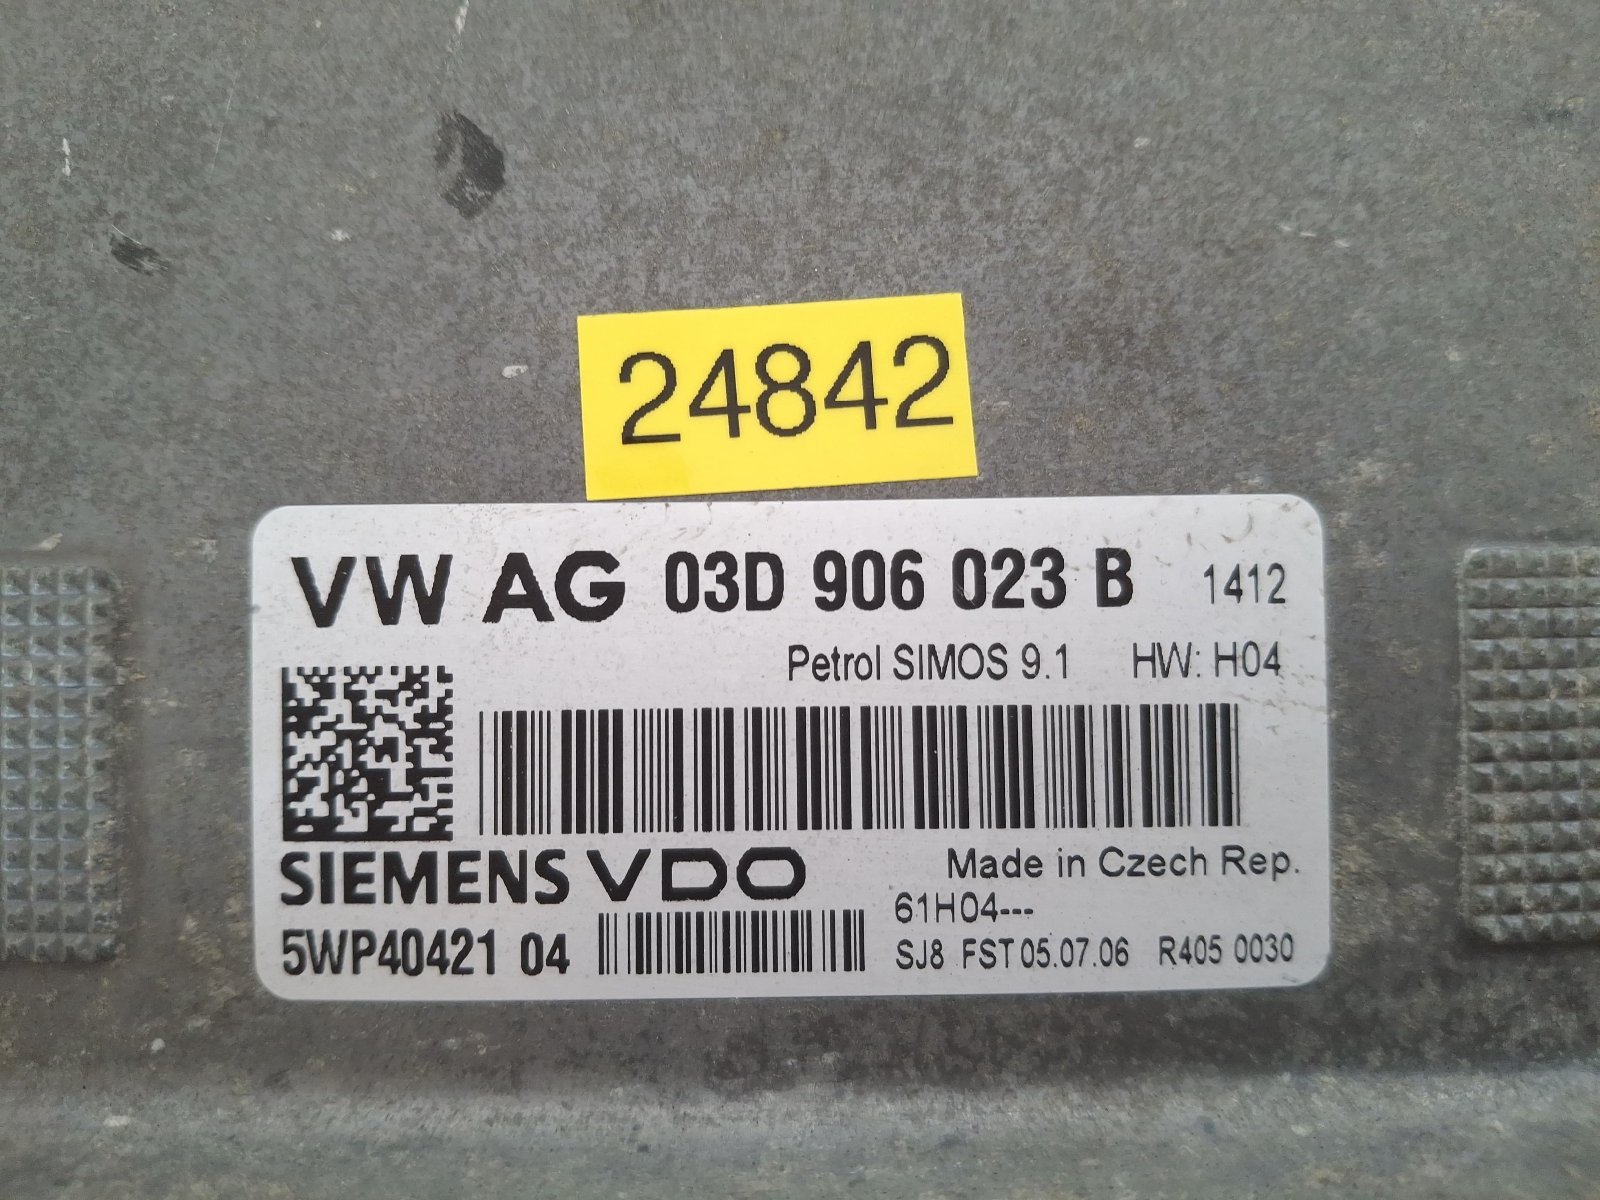 24842
VW AG 03D 906 023 B 1412
Petrol SIMOS 9.1 HW: H04
SIEMENS VDO Made in Czech Rep.
61H04---
5WP40421 04 SJ8 FST 05.07.06 R405 0030